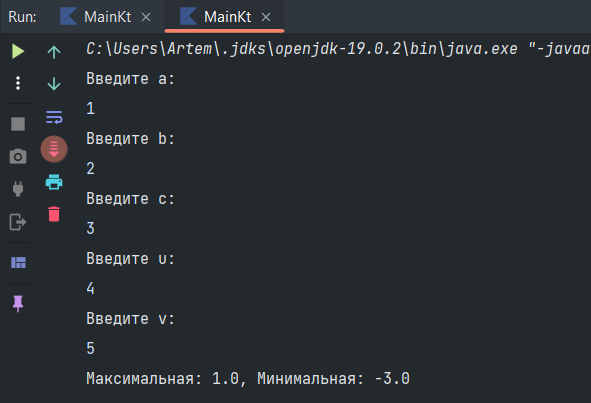 Run: MainKt × MainKt ×
C:\Users\Artem\.jdks\openjdk-19.0.2\bin\java.exe "-javaa
Введите a:
1
Введите b:
2
Введите c:
3
Введите u:
4
Введите v:
5
Максимальная: 1.0, Минимальная: -3.0